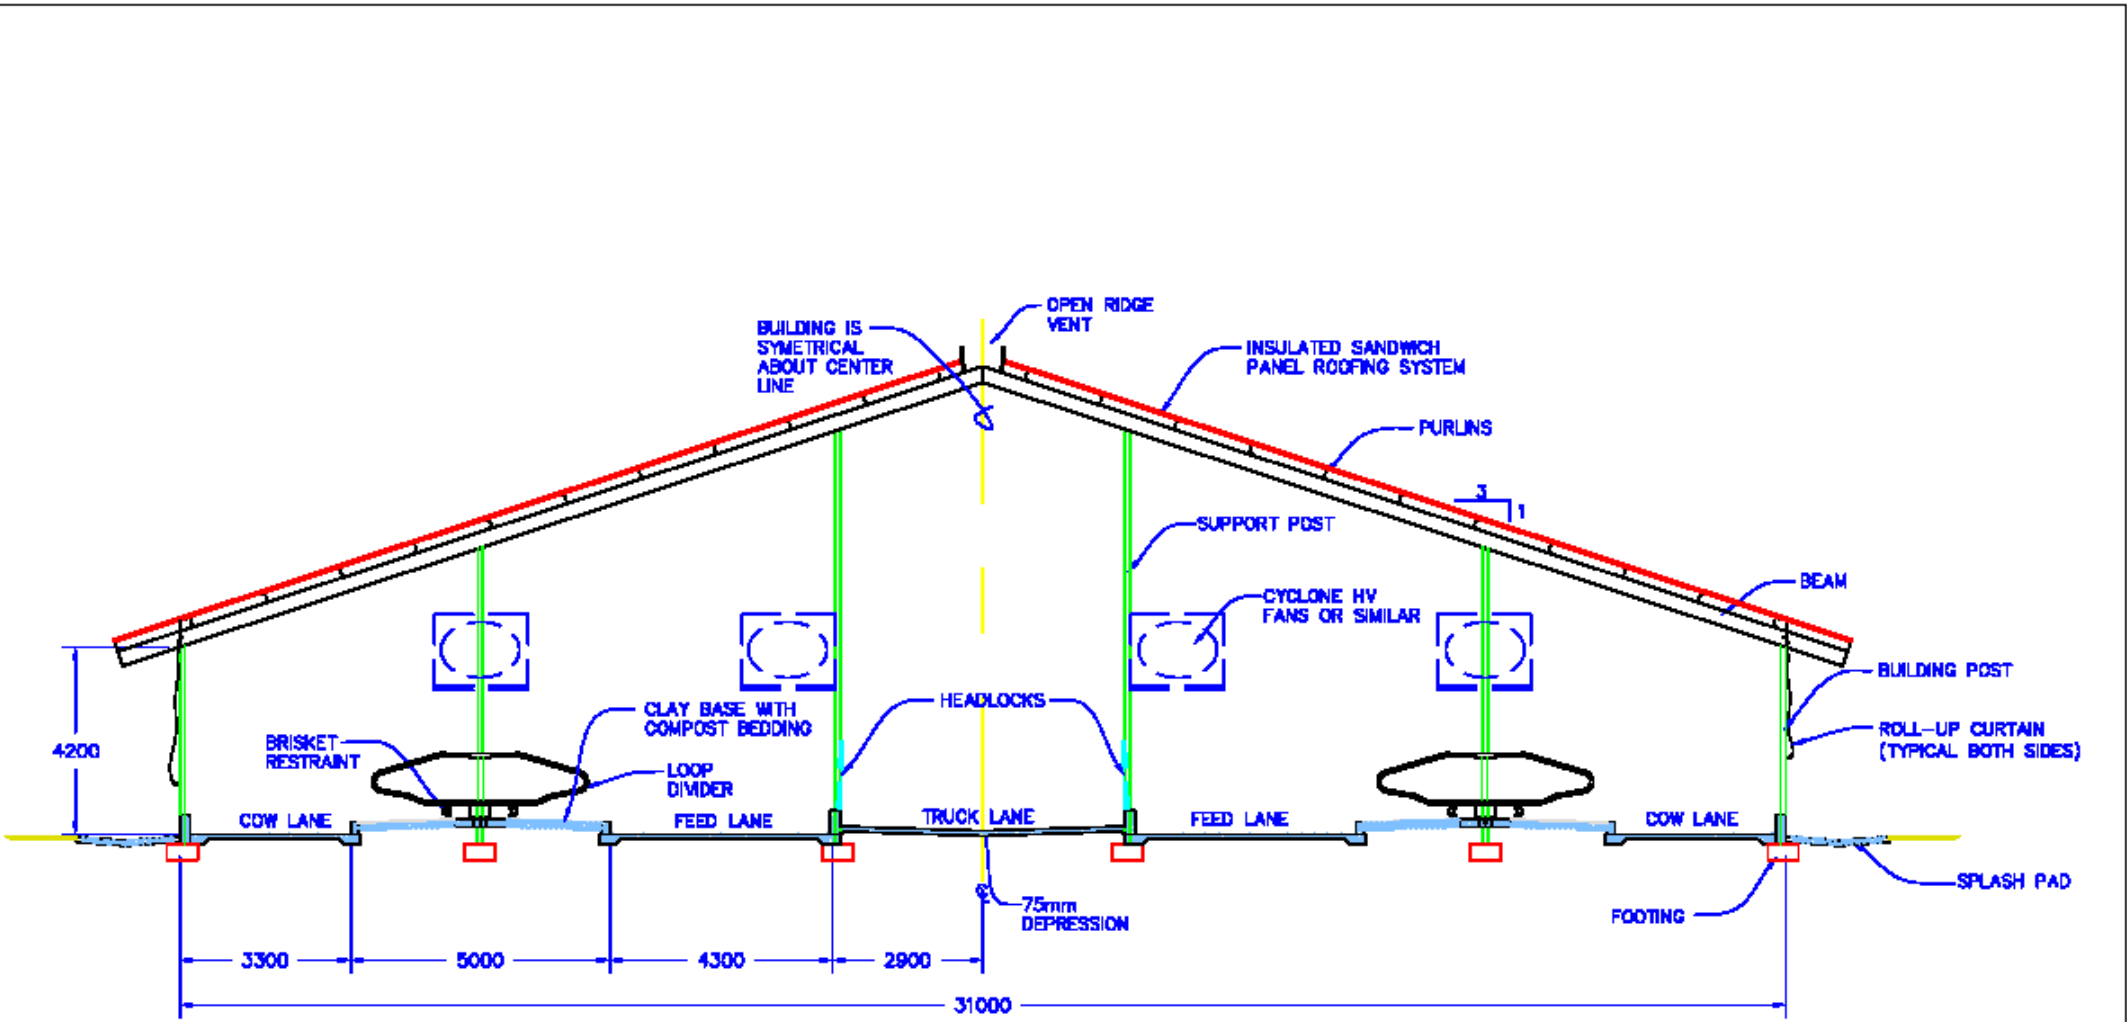 OPEN RIDGE
VENT
BUILDING IS
SYMETRICAL
ABOUT CENTER
LINE
INSULATED SANDWICH
PANEL ROOFING SYSTEM
PURLINS
3
1
SUPPORT POST
BEAM
CYCLONE HV
FANS OR SIMILAR
BUILDING POST
HEADLOCKS
CLAY BASE WITH
COMPOST BEDDING
ROLL-UP CURTAIN
(TYPICAL BOTH SIDES)
4200
BRISKET
RESTRAINT
LOOP
DIVIDER
COW LANE
FEED LANE
TRUCK LANE
FEED LANE
COW LANE
SPLASH PAD
75mm
DEPRESSION
FOOTING
3300
5000
4300
2900
31000